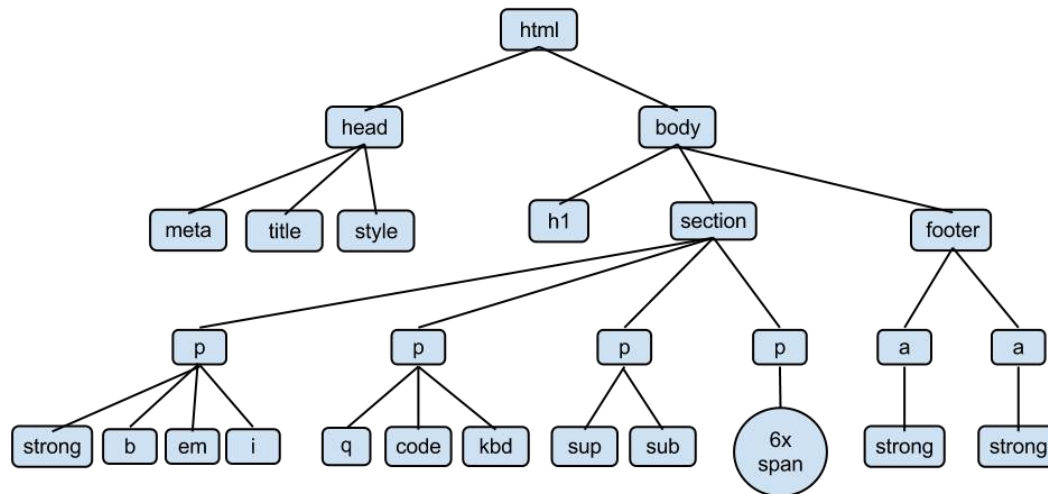 html
head
body
meta
title
style
h1
section
footer
p
p
p
p
a
a
strong
b
em
i
q
code
kbd
sup
sub
6x
span
strong
strong